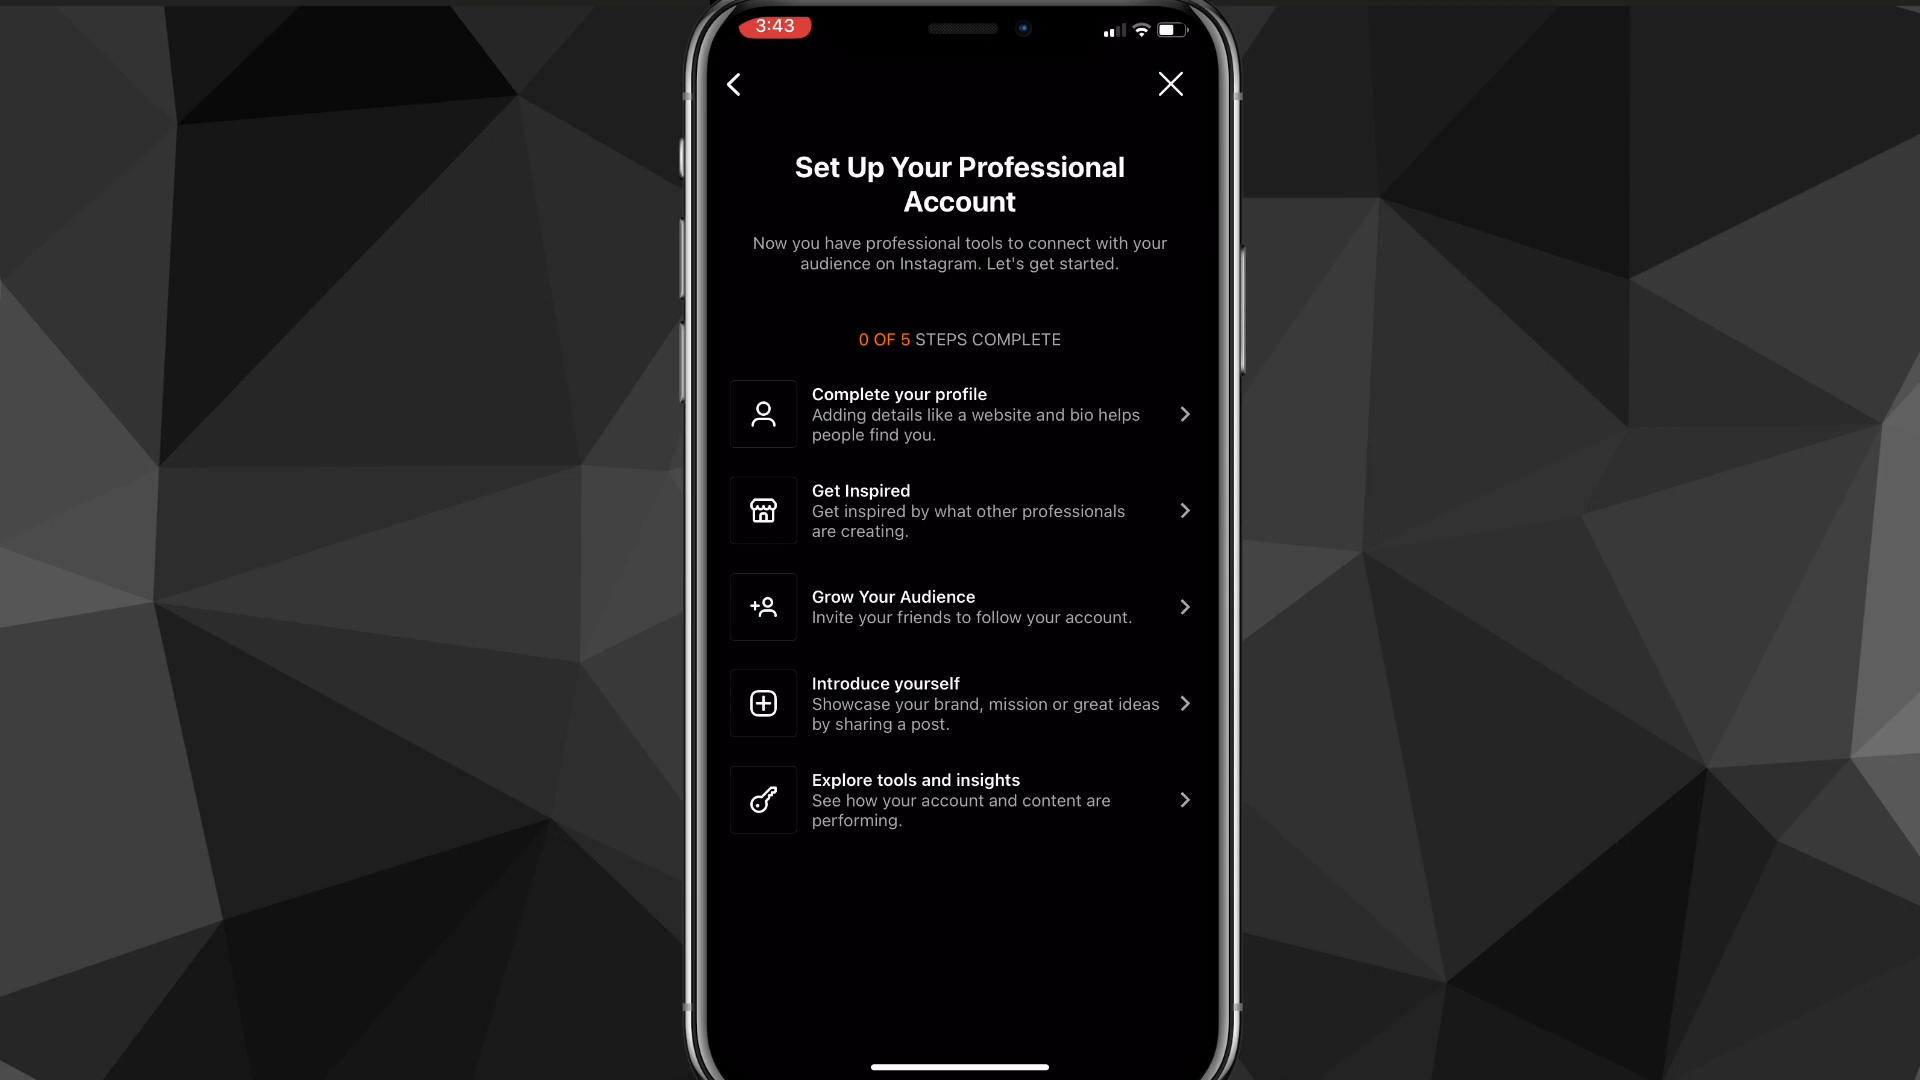 3:43
Set Up Your Professional
Account
Now you have professional tools to connect with your
audience on Instagram. Let's get started.
0 OF 5 STEPS COMPLETE
Complete your profile
Adding details like a website and bio helps
people find you.
Get Inspired
Get inspired by what other professionals
are creating.
Grow Your Audience
Invite your friends to follow your account.
Introduce yourself
Showcase your brand, mission or great ideas
by sharing a post.
Explore tools and insights
See how your account and content are
performing.